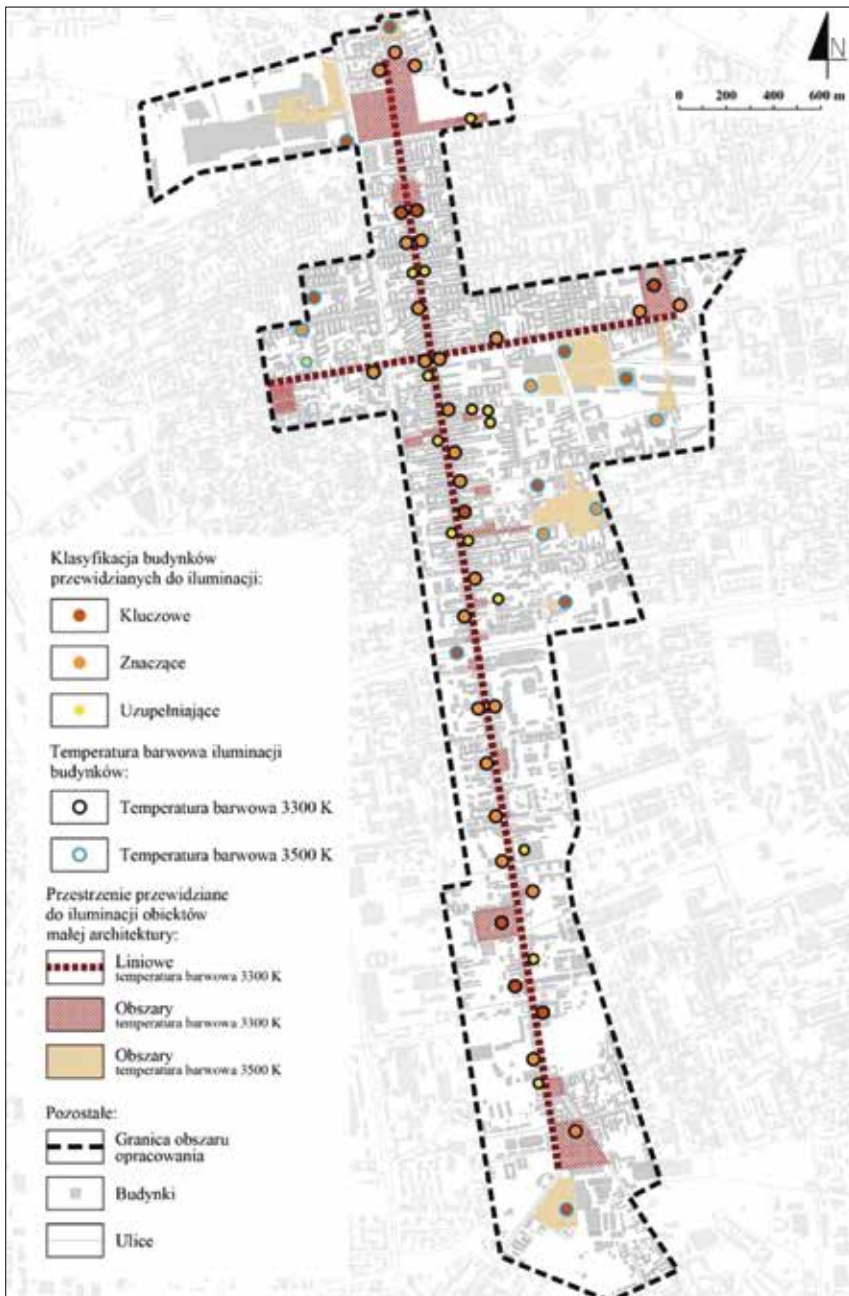 N
0 200 400 600 m
Klasyfikacja budynków
przewidzianych do iluminacji:
Kluczowe
Znaczące
Uzupełniające
Temperatura barwowa iluminacji
budynków:
Temperatura barwowa 3300 K
Temperatura barwowa 3500 K
Przestrzenie przewidziane
do iluminacji obiektów
małej architektury:
Liniowe
temperatura barwowa 3300 K
Obszary
temperatura barwowa 3300 K
Obszary
temperatura barwowa 3500 K
Pozostałe:
Granica obszaru
opracowania
Budynki
Ulice